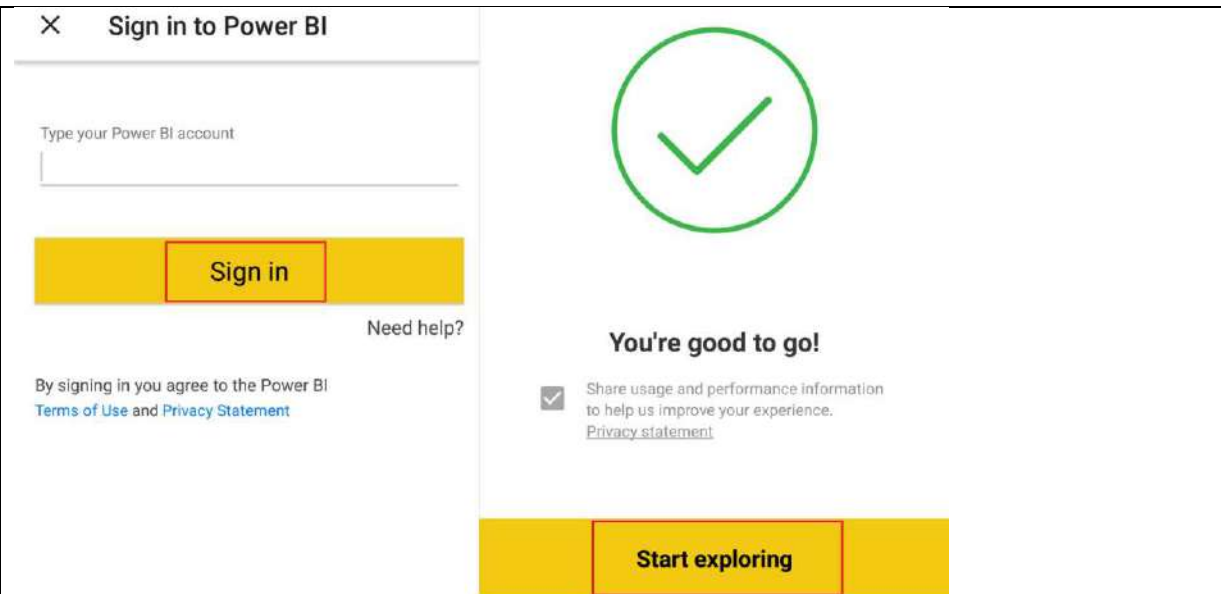 Sign in to Power BI
Type your Power BI account
Sign in
Need help?
By signing in you agree to the Power BI
Terms of Use and Privacy Statement
You're good to go!
Share usage and performance information
to help us improve your experience.
Privacy statement
Start exploring